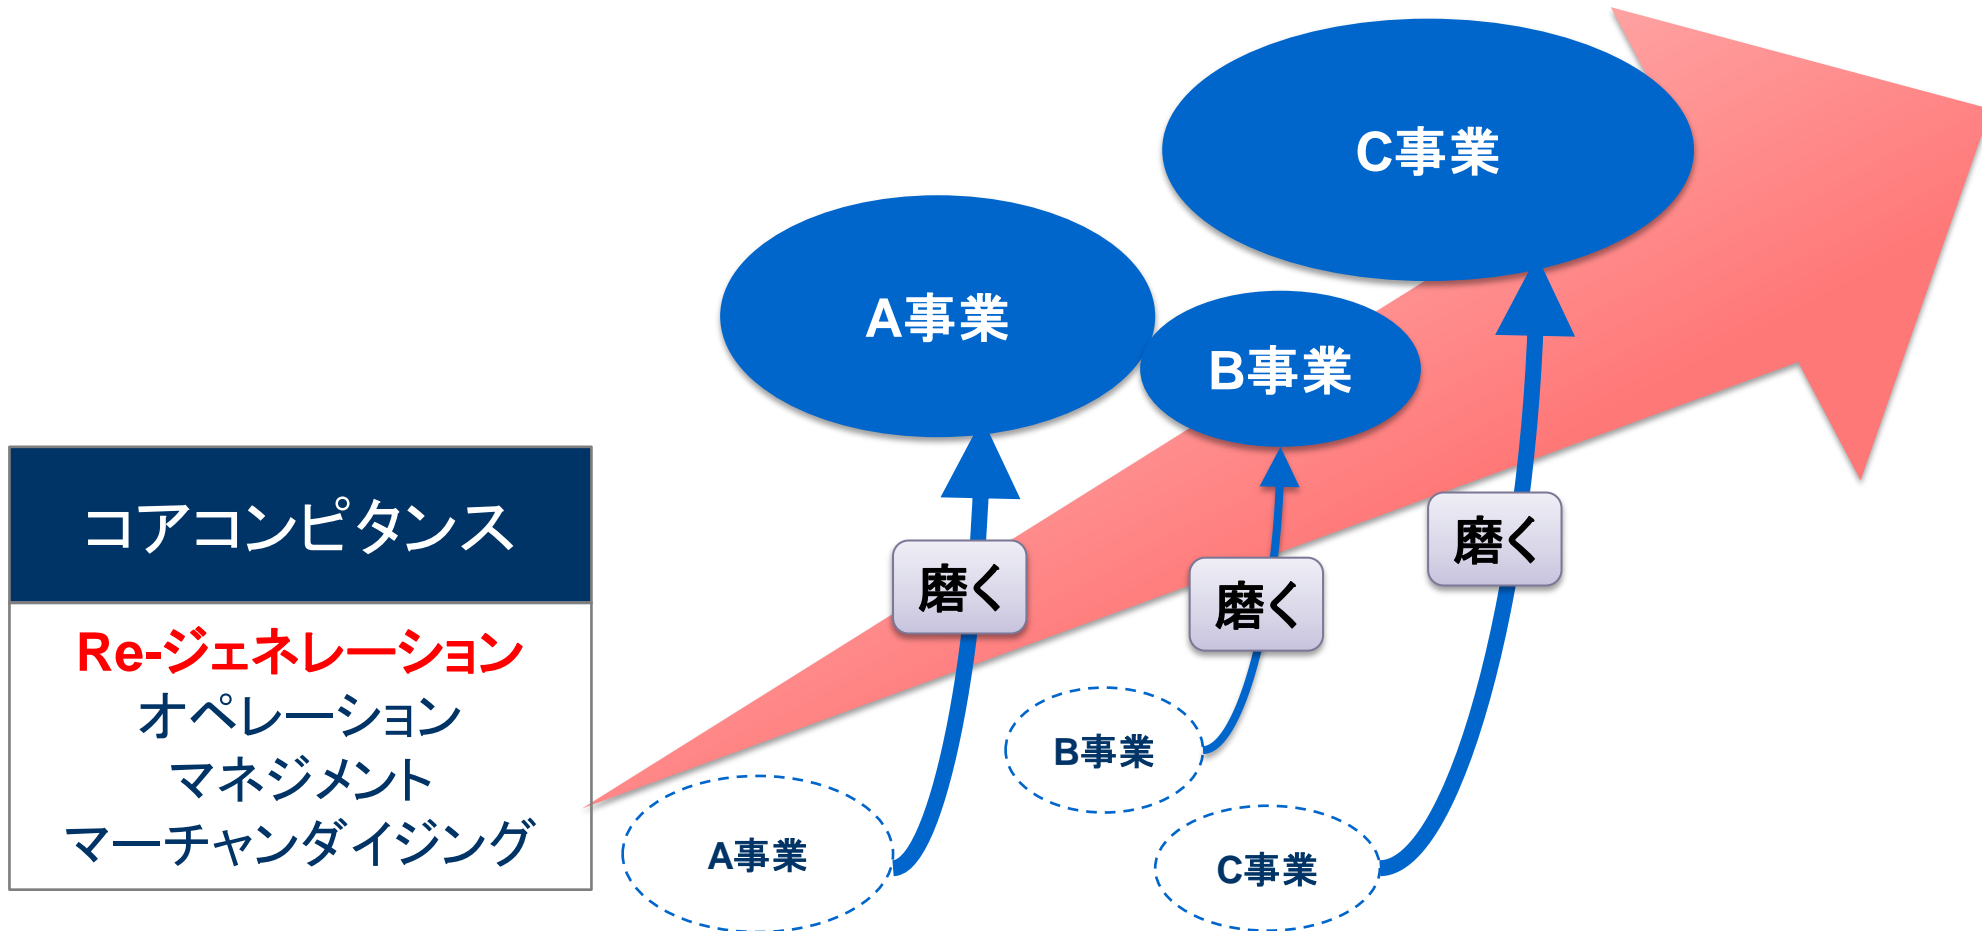 C事業
A事業
B事業
コアコンピタンス
Re-ジェネレーション
オペレーション
マネジメント
マーチャンダイジング
磨く
磨く
磨く
B事業
A事業
C事業